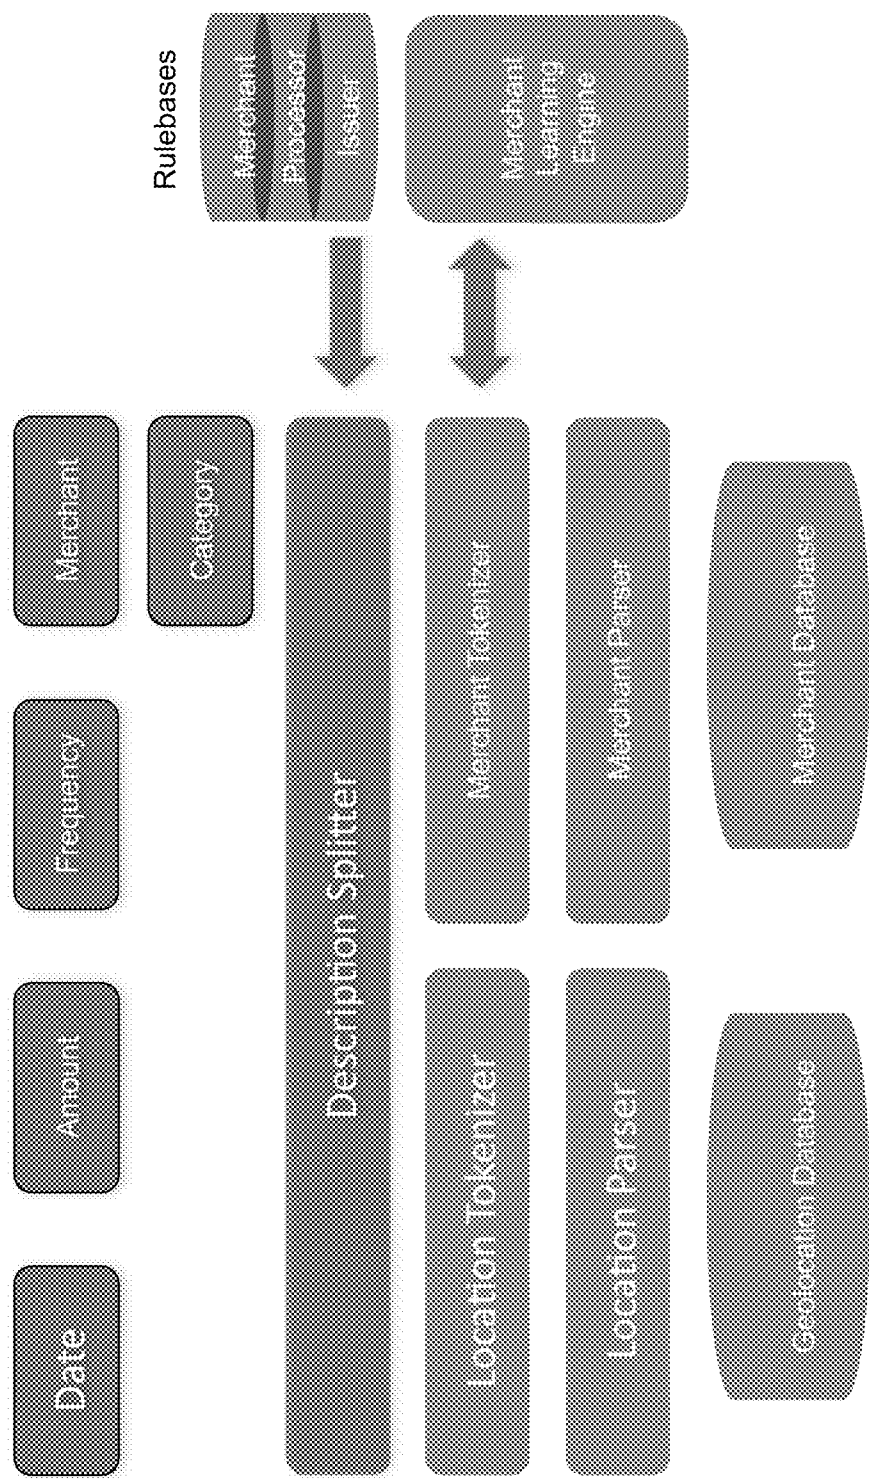 Date
Amount
Frequency
Merchant
Category
Rulebases
Merchant
Processor
Issuer
Description Splitter
Location Tokenizer
Merchant Tokenizer
Merchant
Learning
Engine
Location Parser
Merchant Parser
Geolocation Database
Merchant Database